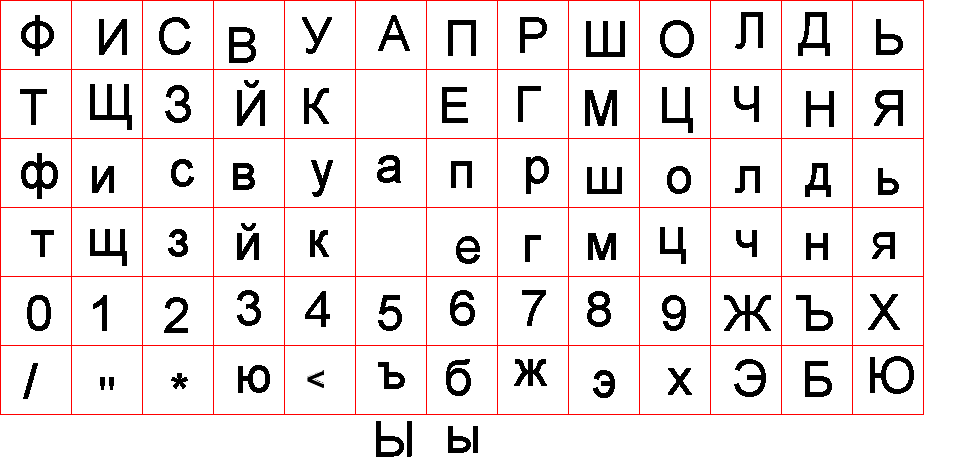 Ф И С В У А П Р Ш О Л Д Ь
Т Щ З Й К Е Г М Ц Ч Н Я
ф и с в у а п р ш о л д ь
т щ з й к е г м ц ч н я
0 1 2 3 4 5 6 7 8 9 Ж Ъ Х
/ " * ю < ъ б ж э х Э Б Ю
Ы ы